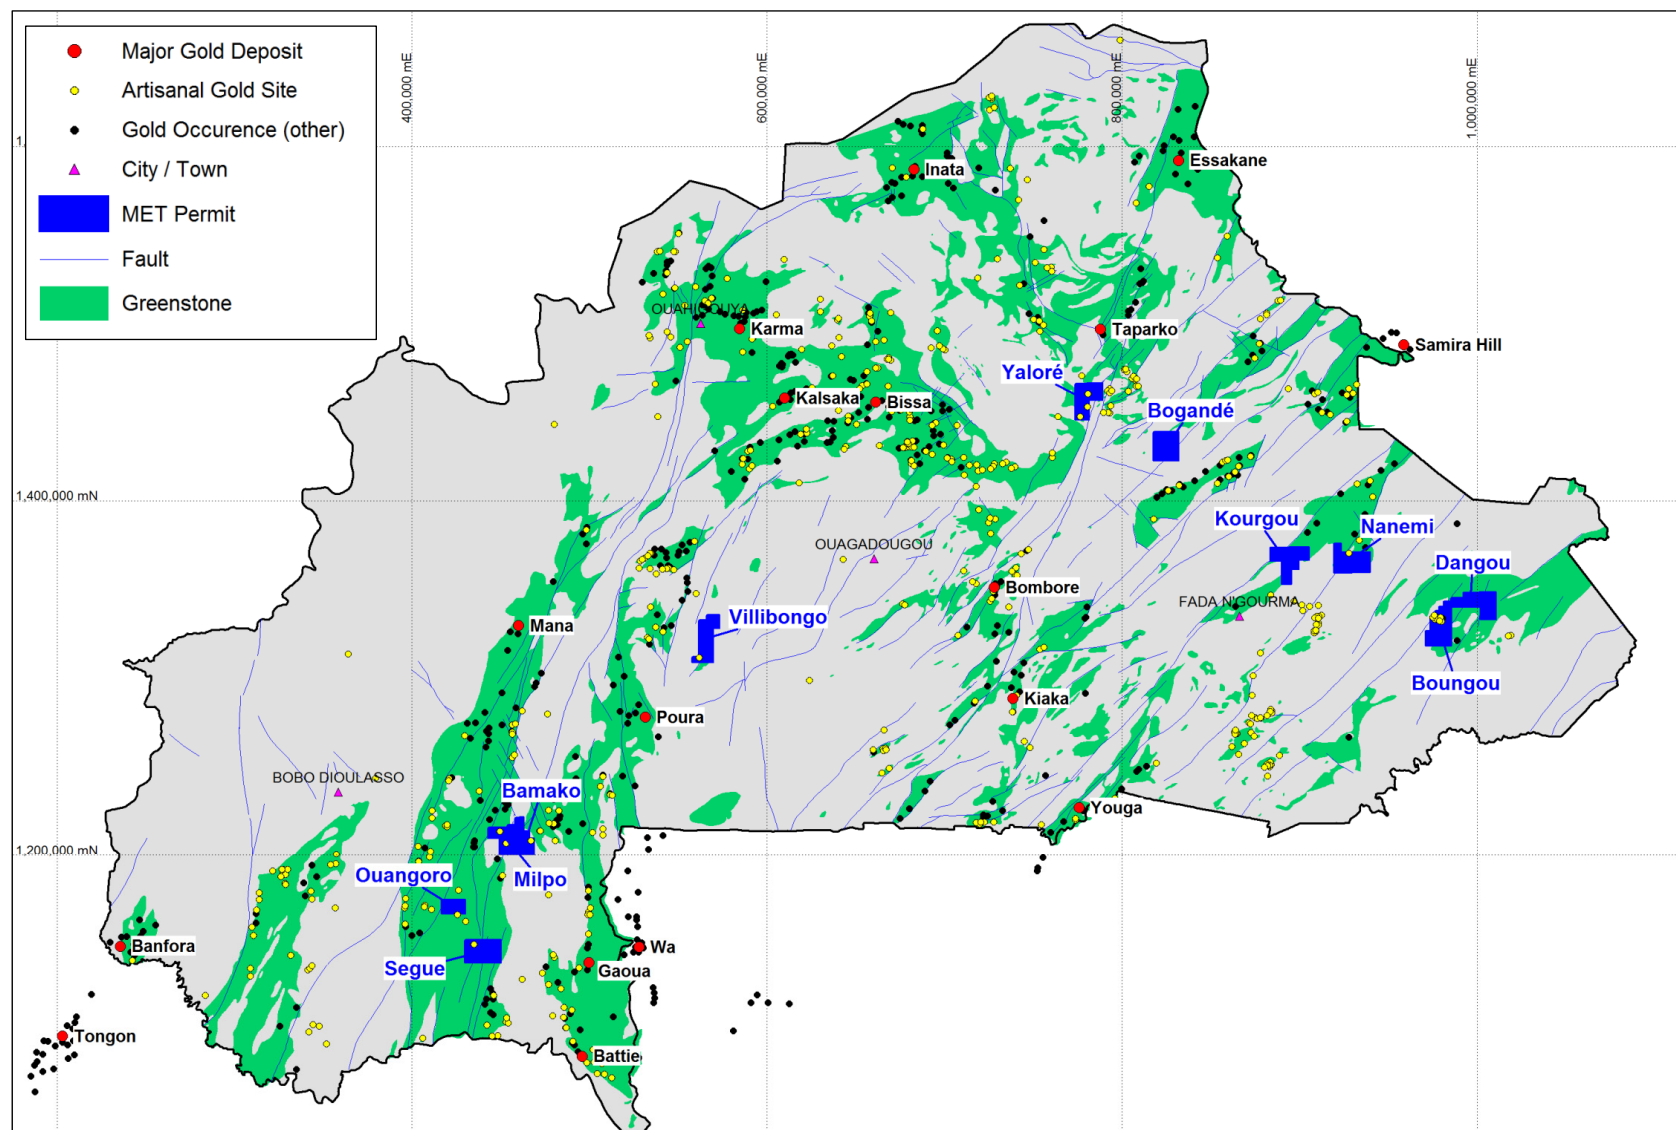 Major Gold Deposit
Artisanal Gold Site
Gold Occurence (other)
City / Town
MET Permit
Fault
Greenstone
400,000 mE
600,000 mE
800,000 mE
1,000,000 mE
1,400,000 mN
1,200,000 mN
Essakane
Inata
OUAHIGOUYA
Karma
Taparko
Samira Hill
Yaloré
Kalsaka
Bissa
Bogandé
Kourgou
Nanemi
OUAGADOUGOU
Dangou
Bombore
FADA N'GOURMA
Villibongo
Mana
Boungou
Kiaka
Poura
BOBO DIOULASSO
Bamako
Youga
Ouangoro
Milpo
Banfora
Wa
Segue
Gaoua
Tongon
Battie